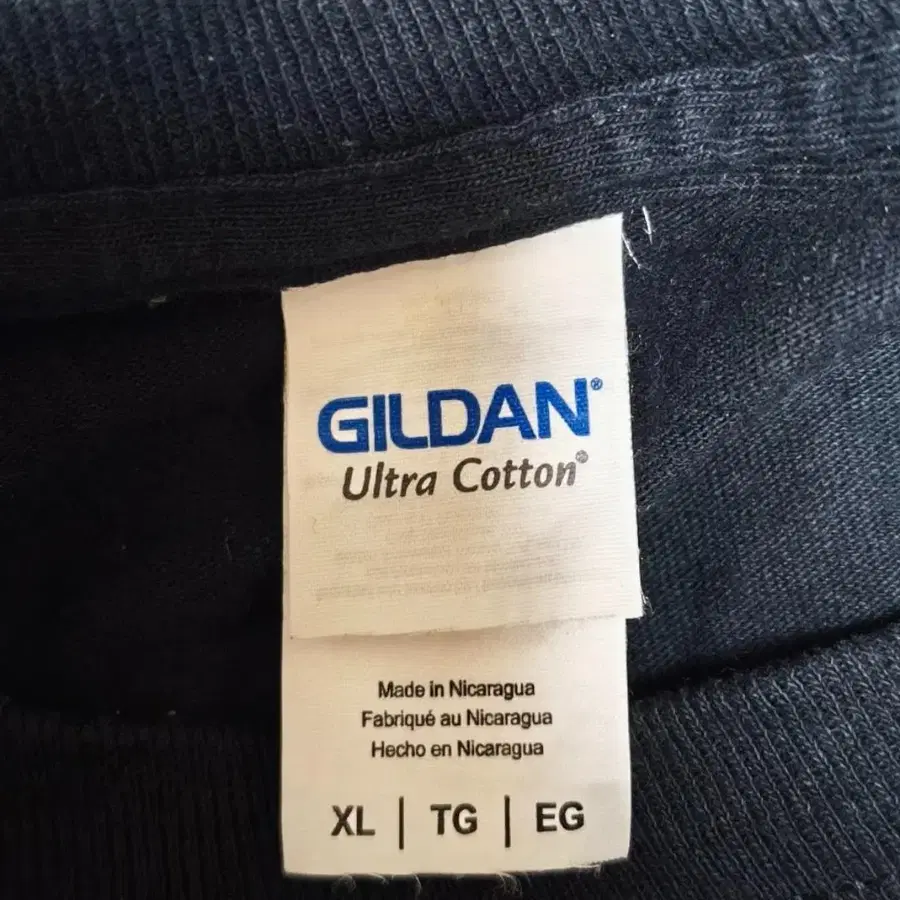 GILDAN®
Ultra Cotton®
Made in Nicaragua
Fabriqué au Nicaragua
Hecho en Nicaragua
XL | TG | EG